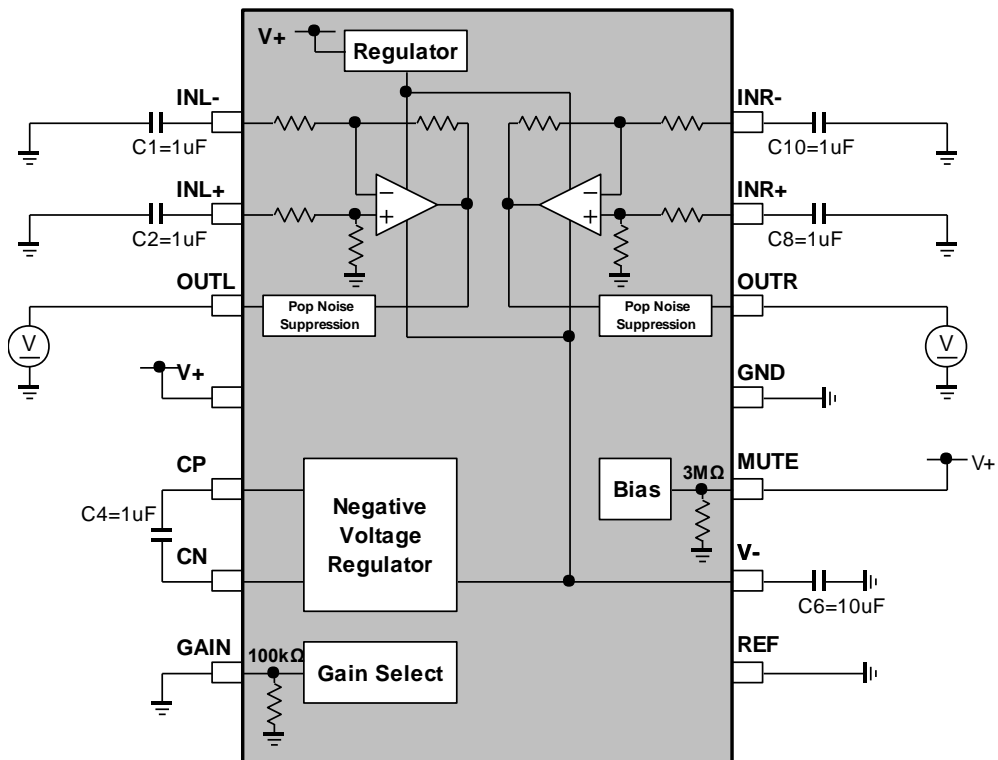 V+
Regulator
INL-
C1=1uF
INR-
C10=1uF
INL+
C2=1uF
INR+
C8=1uF
−
+
−
+
OUTL
Pop Noise
Suppression
V
OUTR
Pop Noise
Suppression
V
V+
GND
CP
C4=1uF
CN
Negative
Voltage
Regulator
Bias
3MΩ
MUTE
V+
V-
C6=10uF
GAIN
100kΩ
Gain Select
REF